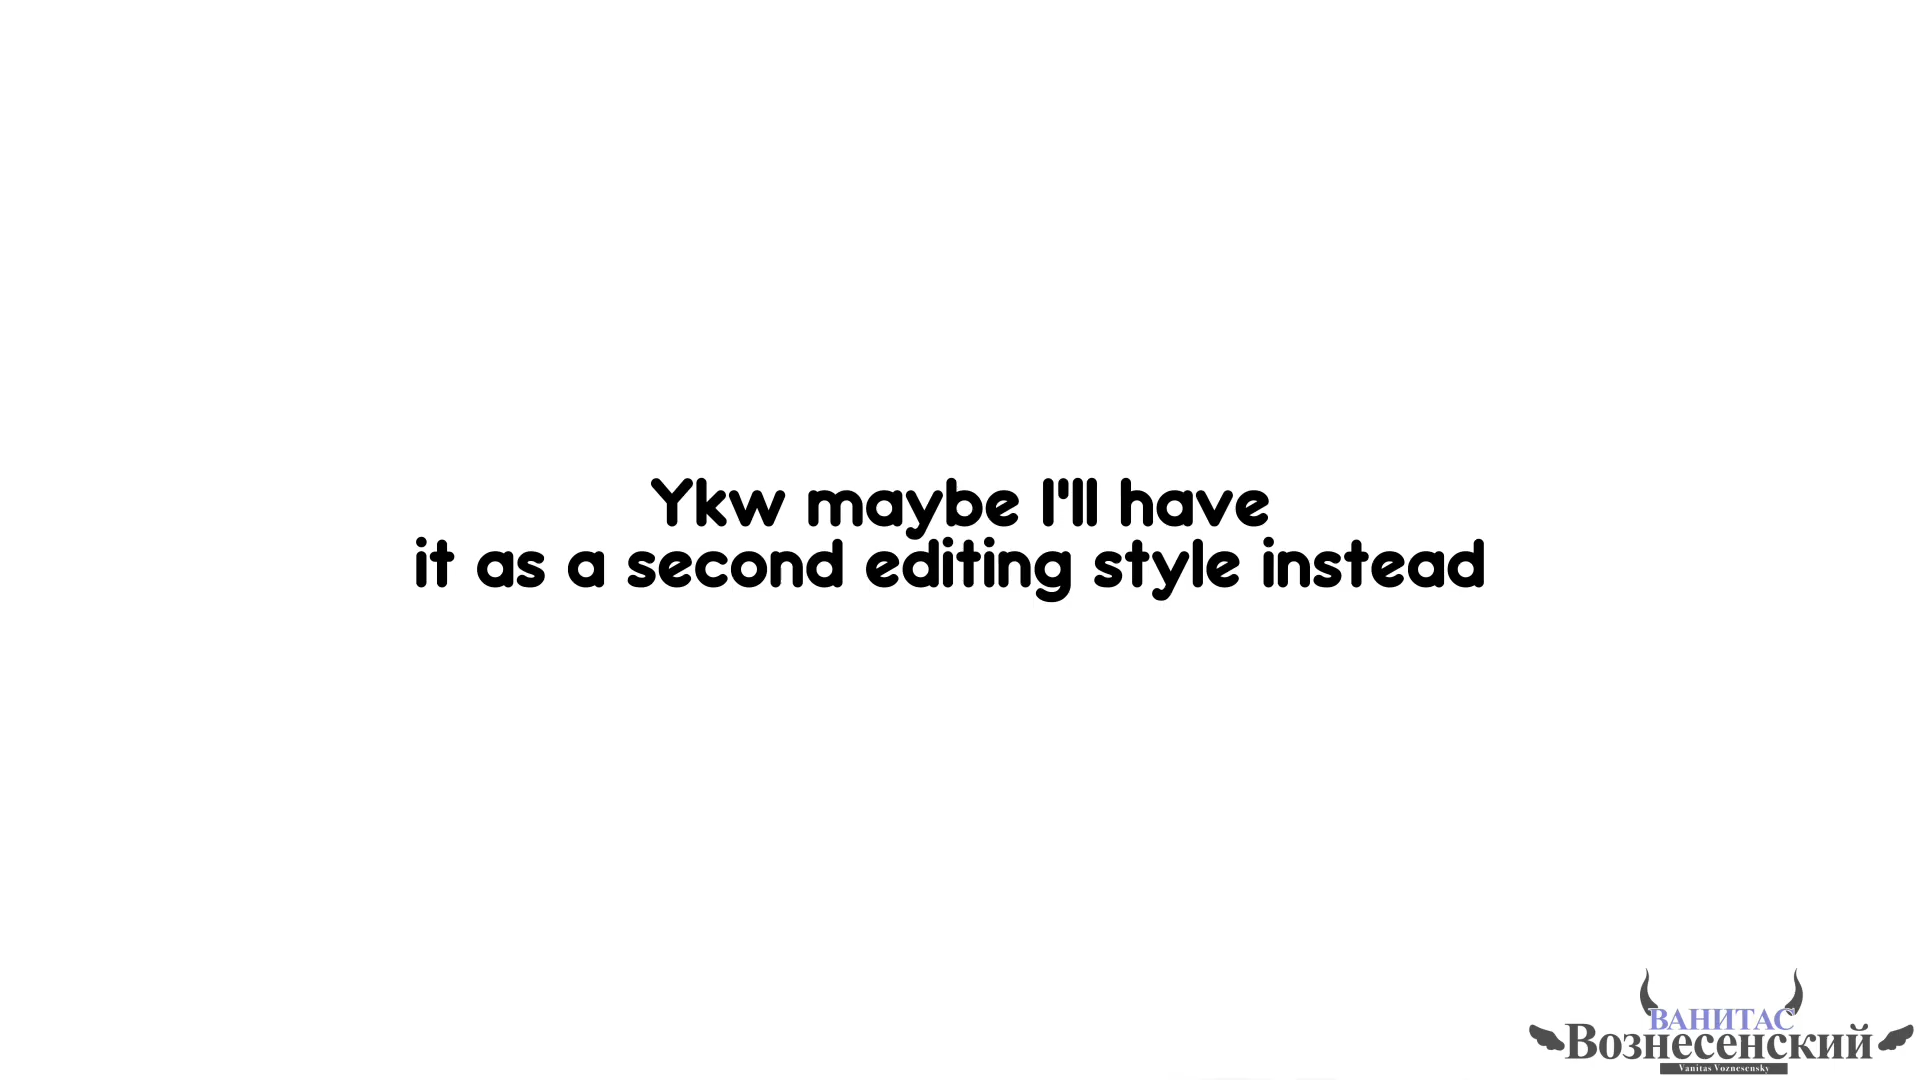 Ykw maybe I'll have
it as a second editing style instead
ВАНИТАС
Вознесенский
Vanitas Voznesensky